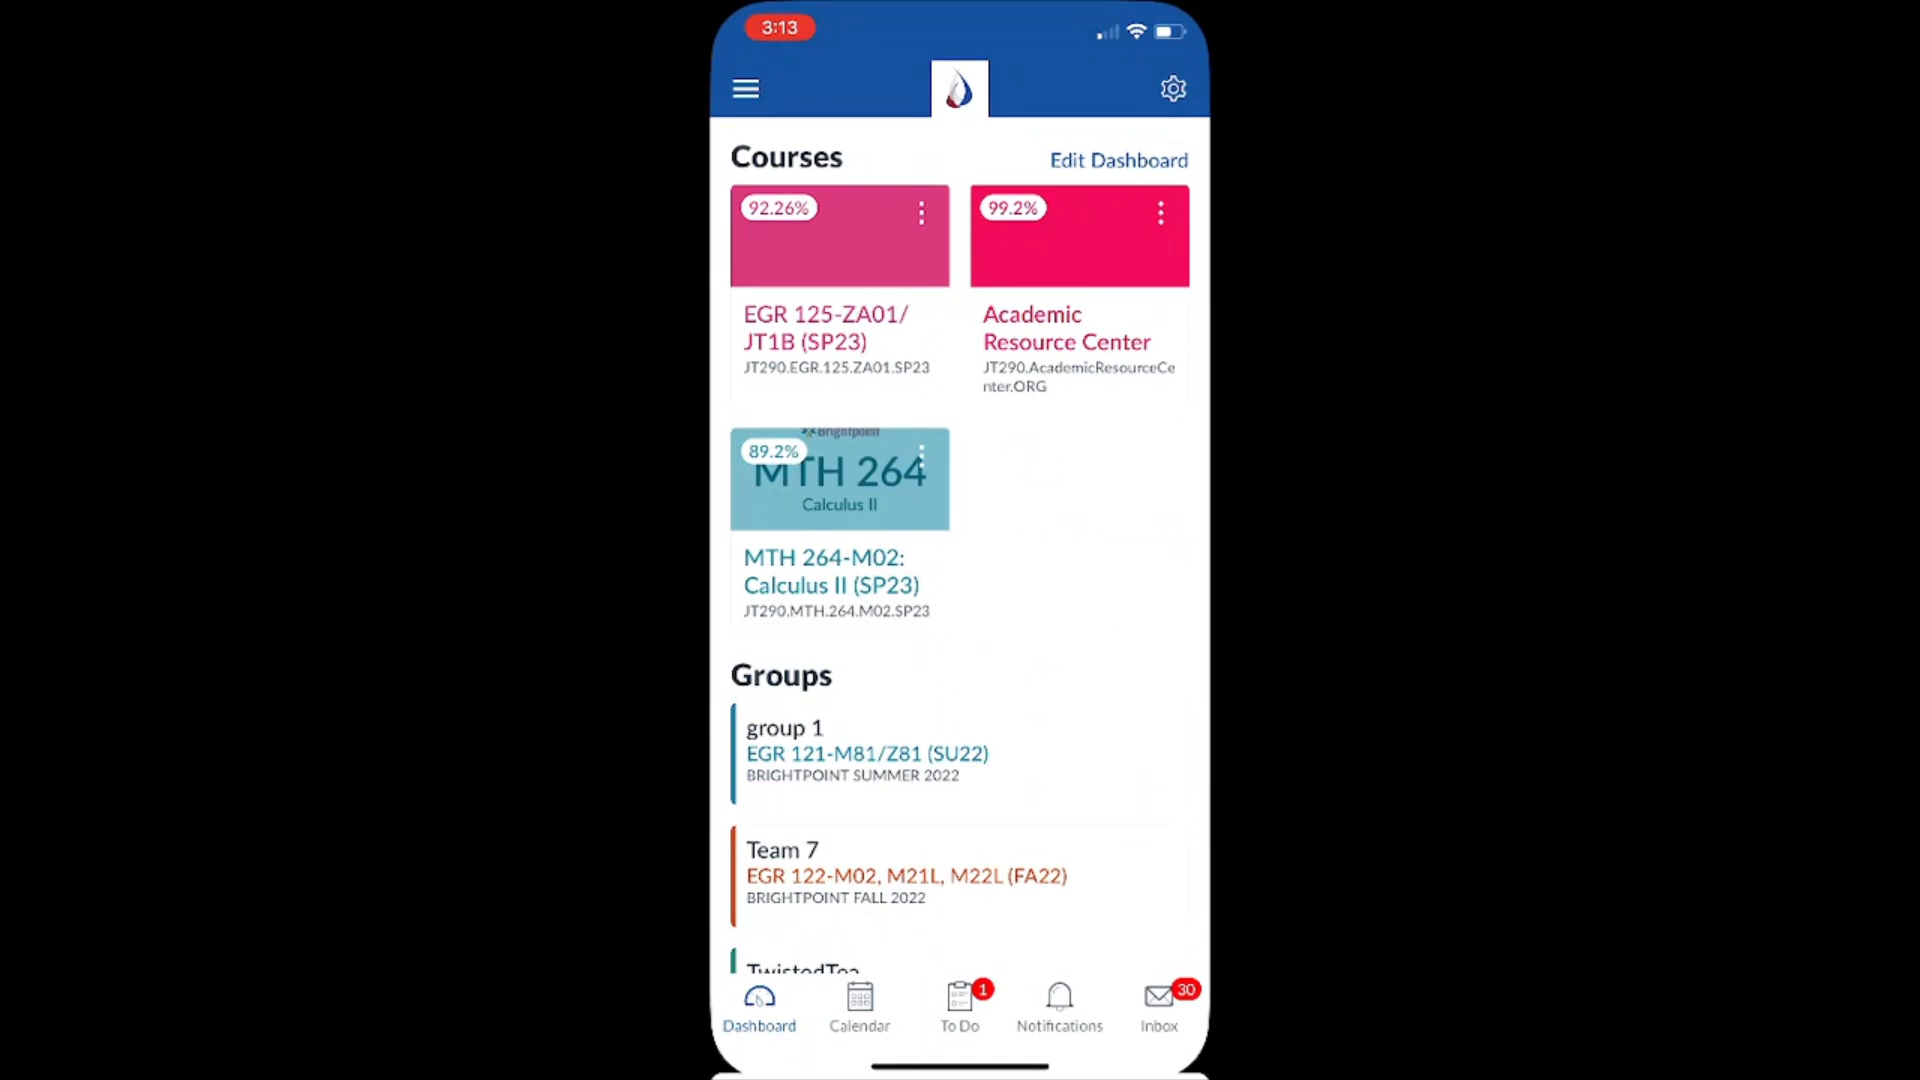 3:13
Courses
Edit Dashboard
92.26%
99.2%
EGR 125-ZA01/
JT1B (SP23)
JT290.EGR.125.ZA01.SP23
Academic
Resource Center
JT290.AcademicResourceCe
nter.ORG
Brightpoint
89.2%
MTH 264
Calculus II
MTH 264-M02:
Calculus II (SP23)
JT290.MTH.264.M02.SP23
Groups
group 1
EGR 121-M81/Z81 (SU22)
BRIGHTPOINT SUMMER 2022
Team 7
EGR 122-M02, M21L, M22L (FA22)
BRIGHTPOINT FALL 2022
TwistedTea
1
30
Dashboard
Calendar
To Do
Notifications
Inbox